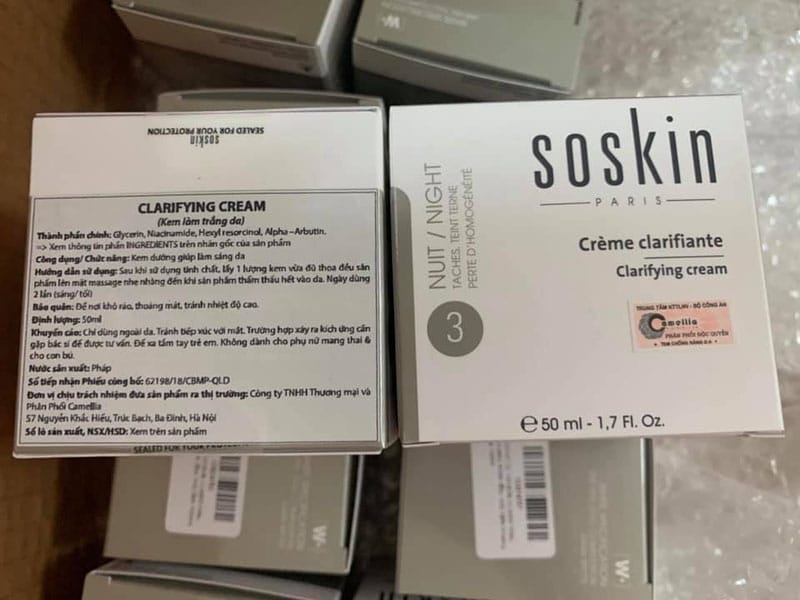 SEALED FOR YOUR PROTECTION
soskin
CLARIFYING CREAM
(Kem làm trắng da)
Thành phần chính: Glycerin, Niacinamide, Hexyl resorcinol, Alpha –Arbutin.
=> Xem thông tin phần INGREDIENTS trên nhãn gốc của sản phẩm
Công dụng/ Chức năng: Kem dưỡng giúp làm sáng da
Hướng dẫn sử dụng: Sau khi sử dụng tinh chất, lấy 1 lượng kem vừa đủ thoa đều sản
phẩm lên mặt massage nhẹ nhàng đến khi sản phẩm thẩm thấu hết vào da. Ngày dùng
2 lần (sáng/ tối)
Bảo quản: Để nơi khô ráo, thoáng mát, tránh nhiệt độ cao.
Định lượng: 50ml
Khuyến cáo: Chỉ dùng ngoài da. Tránh tiếp xúc với mắt. Trường hợp xảy ra kích ứng cần
gặp bác sĩ để được tư vấn. Để xa tầm tay trẻ em. Không dành cho phụ nữ mang thai &
cho con bú.
Nước sản xuất: Pháp
Số tiếp nhận Phiếu công bố: 62198/18/CBMP-QLD
Đơn vị chịu trách nhiệm đưa sản phẩm ra thị trường: Công ty TNHH Thương mại và
Phân Phối Camellia
57 Nguyễn Khắc Hiếu, Trúc Bạch, Ba Đình, Hà Nội
Số lô sản xuất, NSX/HSD: Xem trên sản phẩm
SEALED FOR YOUR
NUIT / NIGHT
TACHES, TEINT TERNE
PERTE D'HOMOGÉNÉITÉ
3
soskin
PARIS
Crème clarifiante
Clarifying cream
TRUNG TÂM KTTLNV - BỘ CÔNG AN
Camellia
PHÂN PHỐI ĐỘC QUYỀN
℮ 50 ml - 1,7 Fl. Oz.
W+
W+